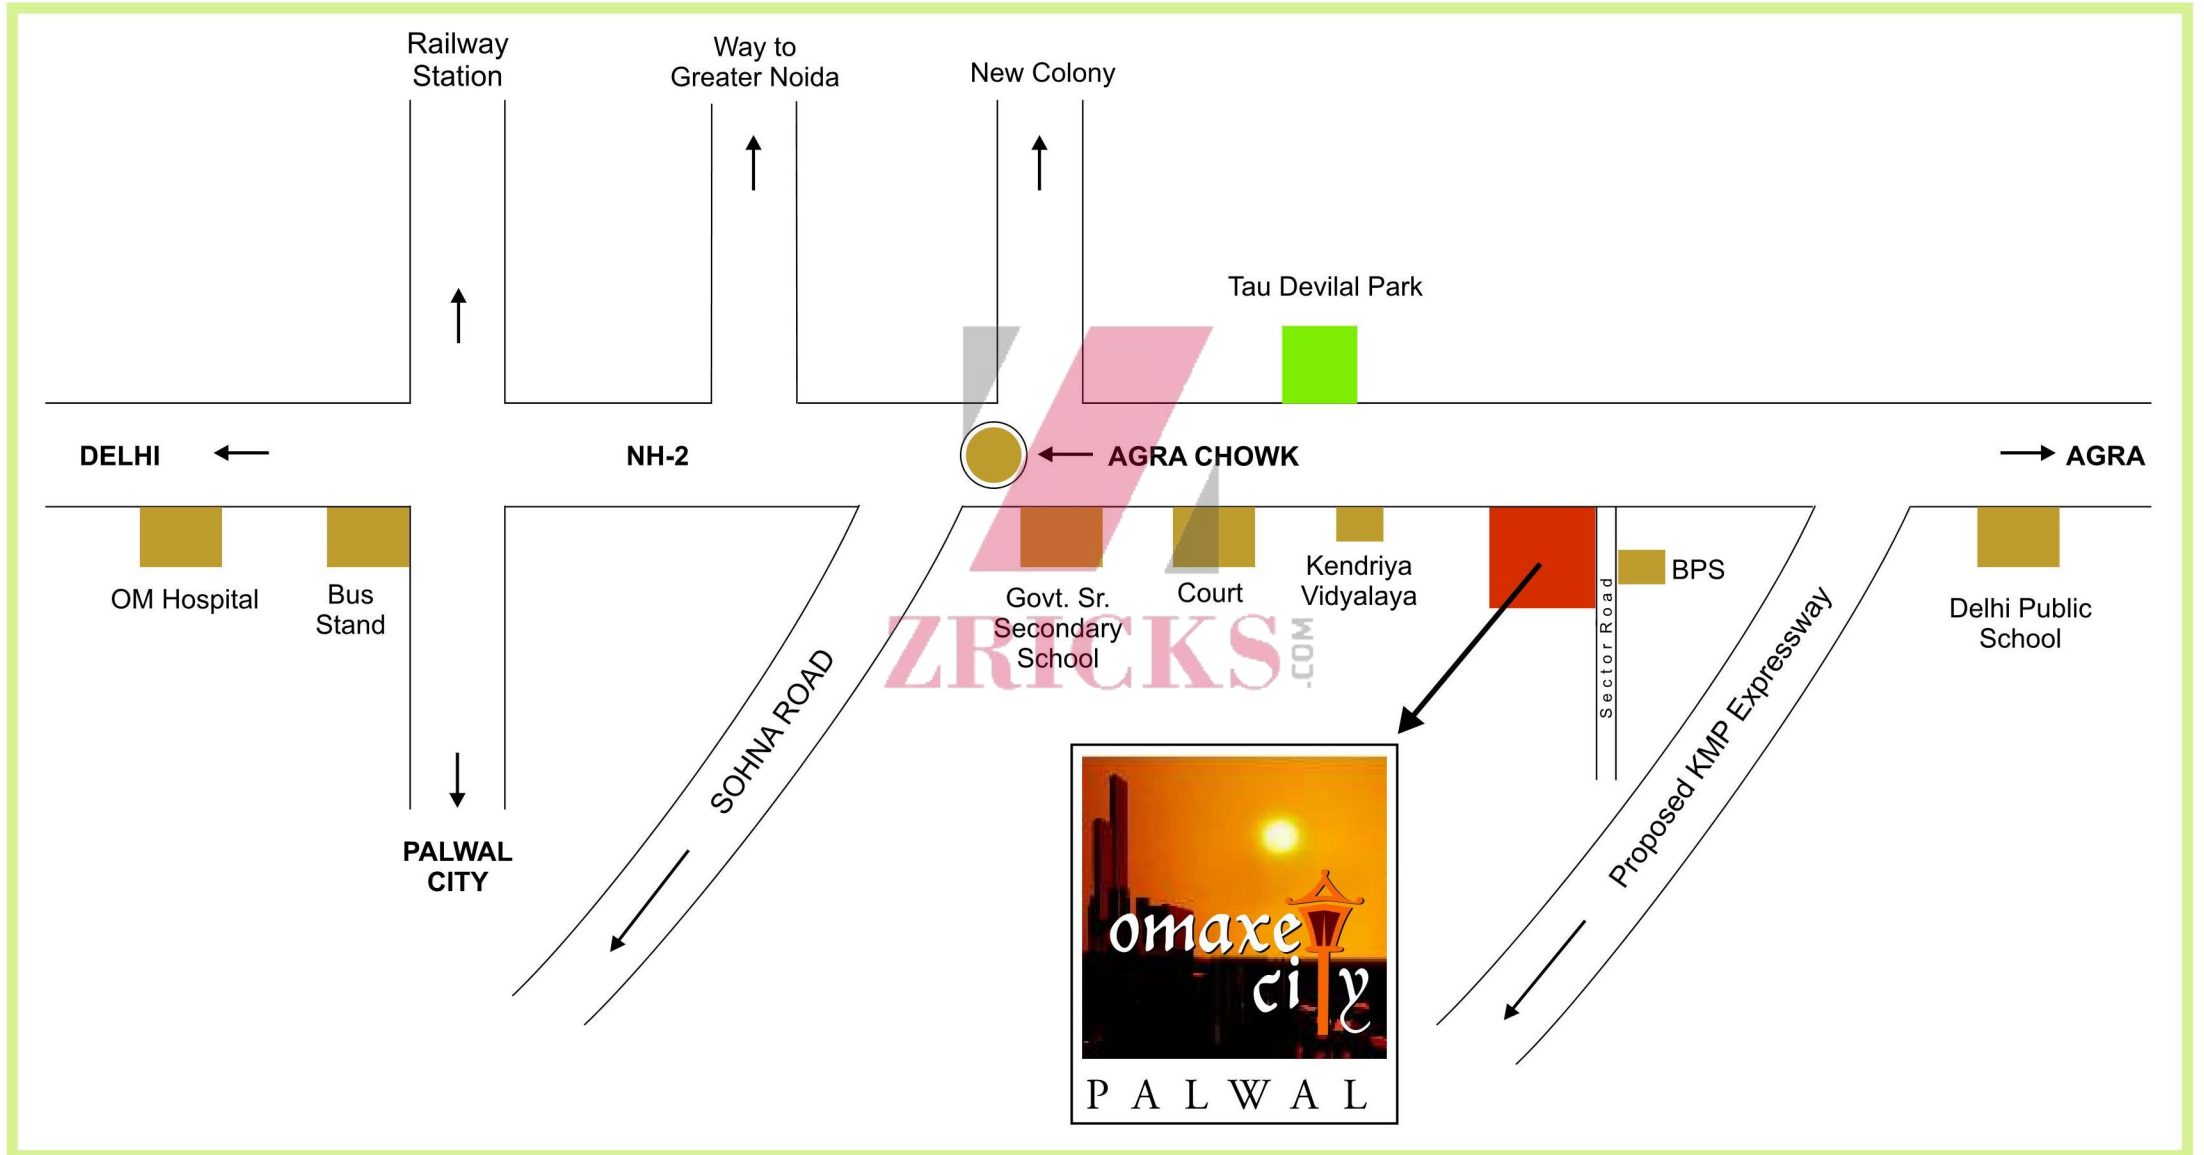 Railway
Station
Way to
Greater Noida
New Colony
Tau Devilal Park
DELHI
NH-2
AGRA CHOWK
AGRA
OM Hospital
Bus
Stand
Govt. Sr.
Secondary
School
Court
Kendriya
Vidyalaya
BPS
Sector Road
Delhi Public
School
ZRICKS.COM
SOHNA ROAD
Proposed KMP Expressway
PALWAL
CITY
omaxe
city
PALWAL